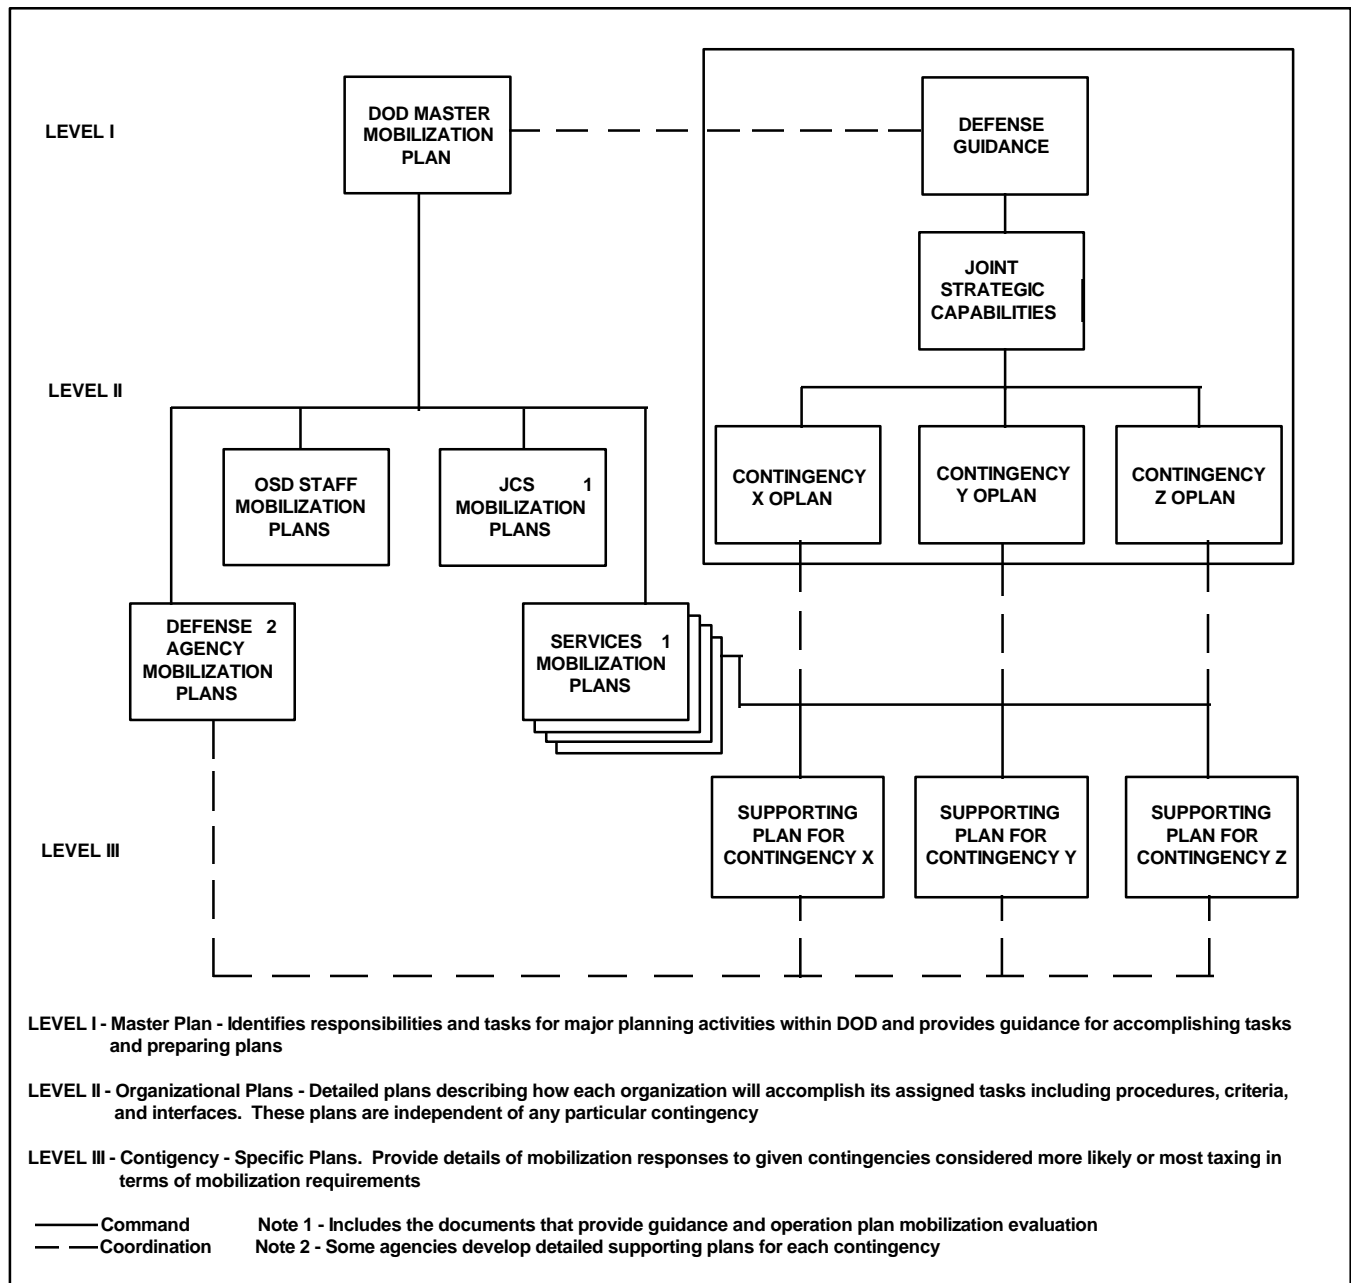 LEVEL I
DOD MASTER
MOBILIZATION
PLAN
DEFENSE
GUIDANCE
JOINT
STRATEGIC
CAPABILITIES
LEVEL II
OSD STAFF
MOBILIZATION
PLANS
JCS 1
MOBILIZATION
PLANS
CONTINGENCY
X OPLAN
CONTINGENCY
Y OPLAN
CONTINGENCY
Z OPLAN
DEFENSE 2
AGENCY
MOBILIZATION
PLANS
SERVICES 1
MOBILIZATION
PLANS
LEVEL III
SUPPORTING
PLAN FOR
CONTINGENCY X
SUPPORTING
PLAN FOR
CONTINGENCY Y
SUPPORTING
PLAN FOR
CONTINGENCY Z
LEVEL I - Master Plan - Identifies responsibilities and tasks for major planning activities within DOD and provides guidance for accomplishing tasks
and preparing plans
LEVEL II - Organizational Plans - Detailed plans describing how each organization will accomplish its assigned tasks including procedures, criteria,
and interfaces. These plans are independent of any particular contingency
LEVEL III - Contigency - Specific Plans. Provide details of mobilization responses to given contingencies considered more likely or most taxing in
terms of mobilization requirements
Command Note 1 - Includes the documents that provide guidance and operation plan mobilization evaluation
Coordination Note 2 - Some agencies develop detailed supporting plans for each contingency